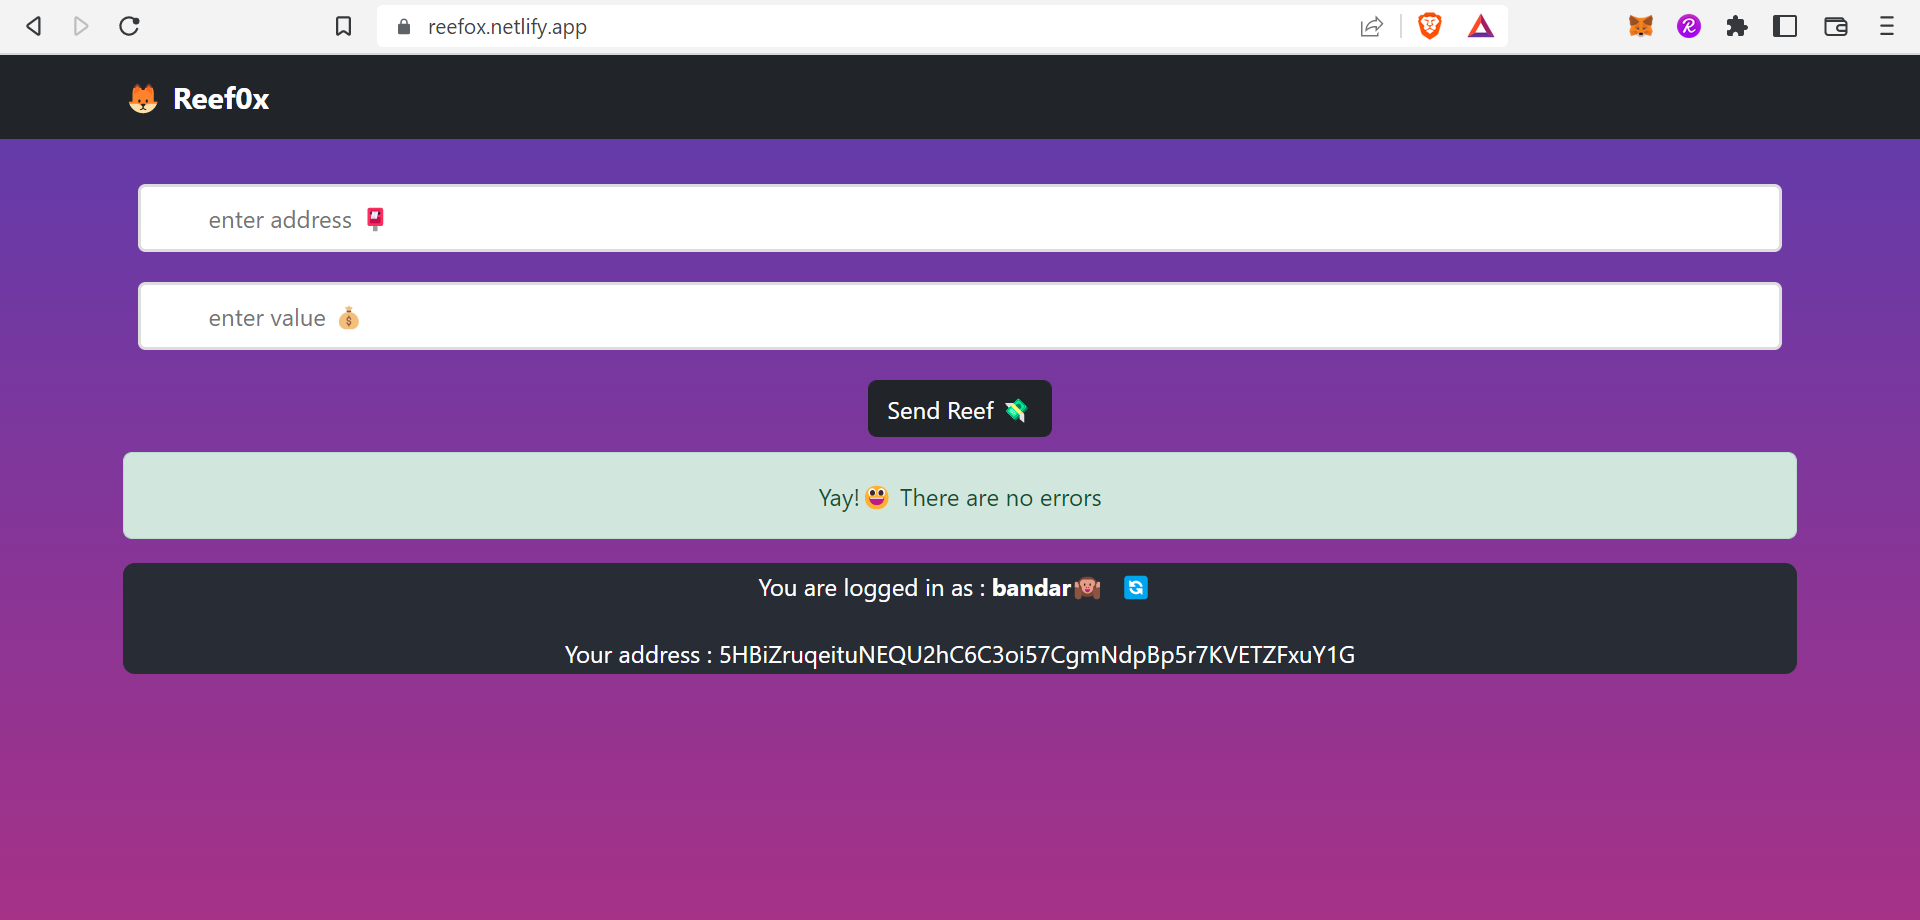 reefox.netlify.app
Reef0x
enter address
enter value
Send Reef
Yay! There are no errors
You are logged in as : bandar
Your address : 5HBiZruqeituNEQU2hC6C3oi57CgmNdpBp5r7KVETZFxuY1G